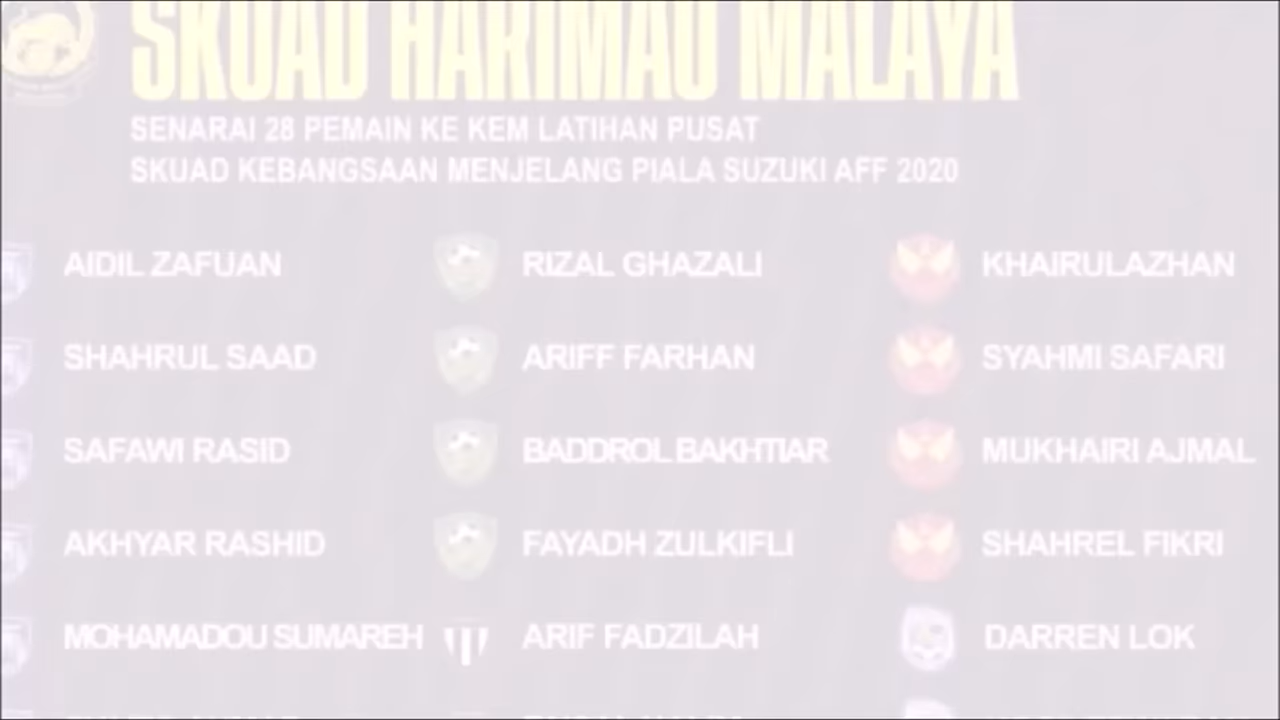 SKUAD HARIMAU MALAYA
SENARAI 28 PEMAIN KE KEM LATIHAN PUSAT
SKUAD KEBANGSAAN MENJELANG PIALA SUZUKI AFF 2020
AIDIL ZAFUAN
RIZAL GHAZALI
KHAIRULAZHAN
SHAHRUL SAAD
ARIFF FARHAN
SYAHMI SAFARI
SAFAWI RASID
BADDROL BAKHTIAR
MUKHAIRI AJMAL
AKHYAR RASHID
FAYADH ZULKIFLI
SHAHREL FIKRI
MOHAMADOU SUMAREH
ARIF FADZILAH
DARREN LOK